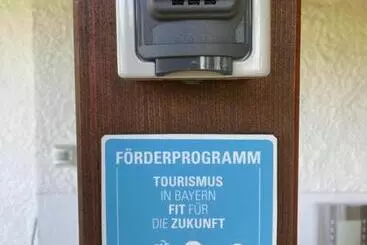 FÖRDERPROGRAMM
TOURISMUS
IN BAYERN
FIT FÜR
DIE ZUKUNFT